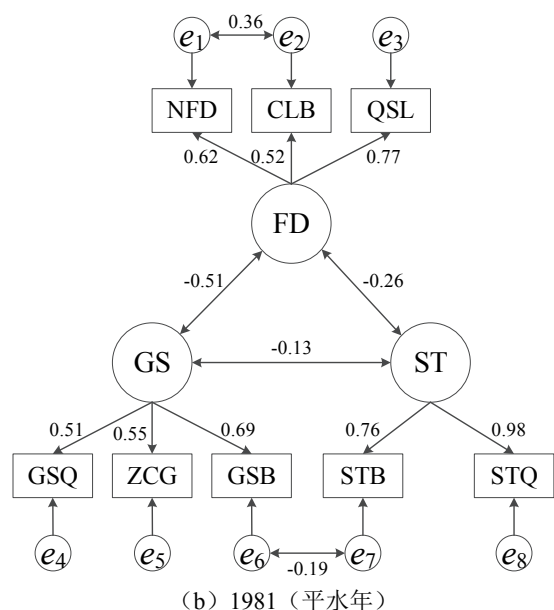 0.36
e1 e2 e3
NFD CLB QSL
0.62 0.52 0.77
FD
-0.51 -0.26
GS -0.13 ST
0.51 0.55 0.69 0.76 0.98
GSQ ZCG GSB STB STQ
e4 e5 e6 e7 e8
-0.19
(b) 1981（平水年）